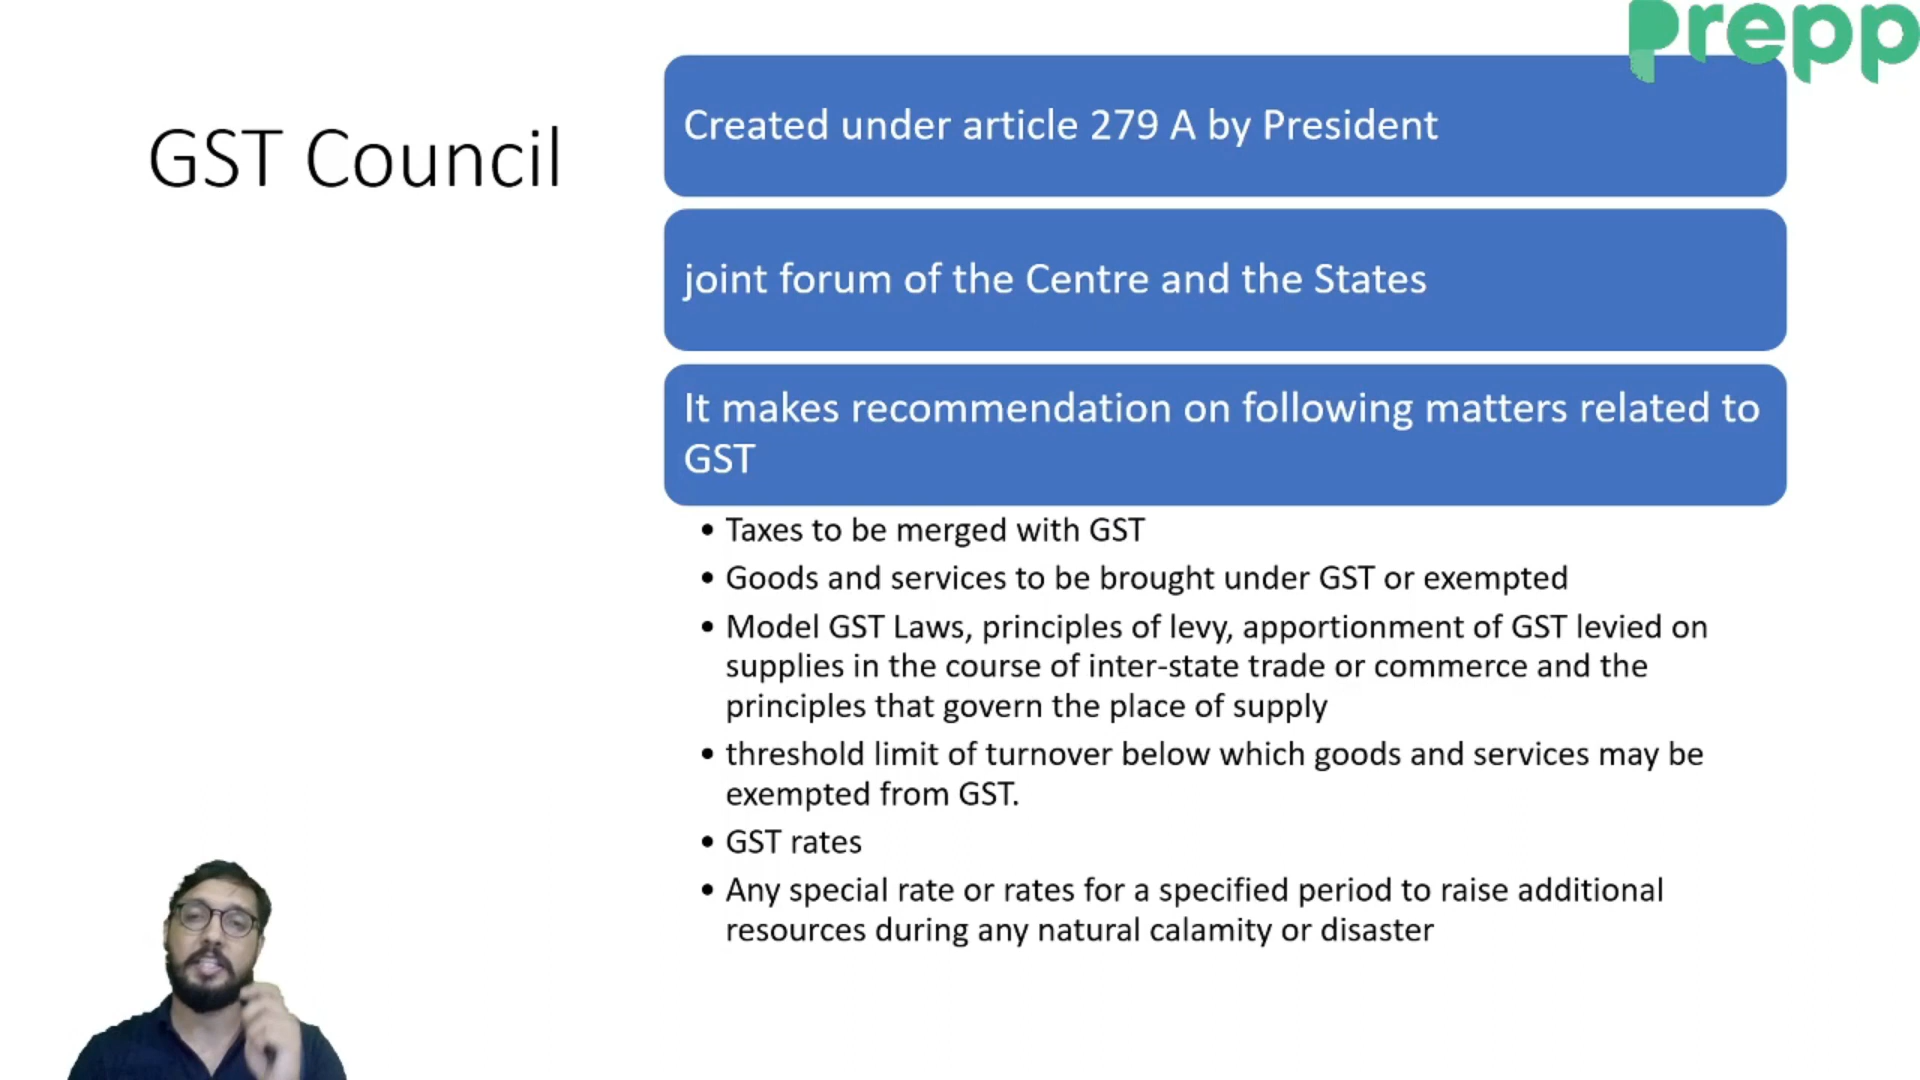 prepp
GST Council
Created under article 279 A by President
joint forum of the Centre and the States
It makes recommendation on following matters related to
GST
• Taxes to be merged with GST
• Goods and services to be brought under GST or exempted
• Model GST Laws, principles of levy, apportionment of GST levied on
supplies in the course of inter-state trade or commerce and the
principles that govern the place of supply
• threshold limit of turnover below which goods and services may be
exempted from GST.
• GST rates
• Any special rate or rates for a specified period to raise additional
resources during any natural calamity or disaster